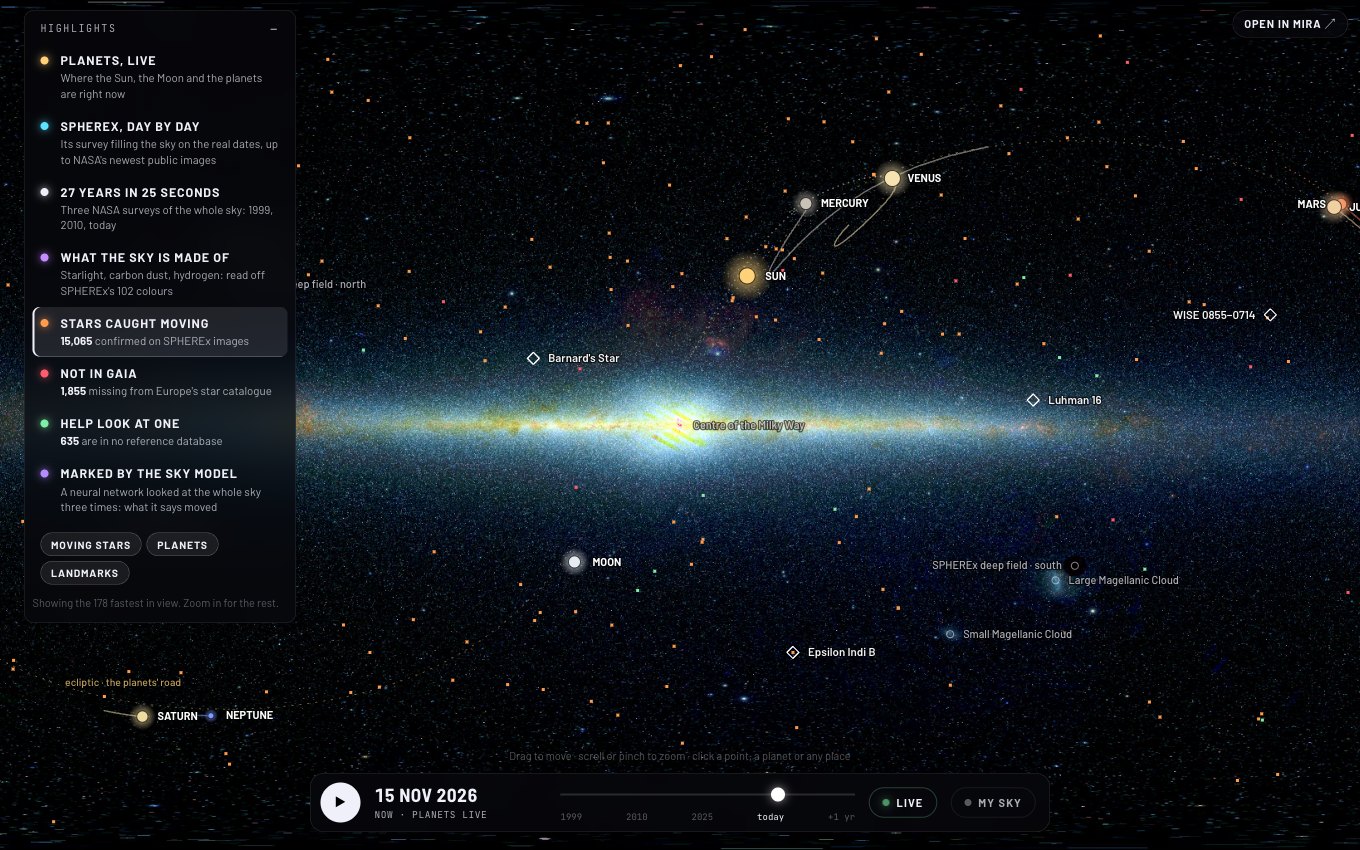 HIGHLIGHTS
–
OPEN IN MIRA ↗
PLANETS, LIVE
Where the Sun, the Moon and the planets
are right now
SPHEREX, DAY BY DAY
Its survey filling the sky on the real dates, up
to NASA's newest public images
27 YEARS IN 25 SECONDS
Three NASA surveys of the whole sky: 1999,
2010, today
WHAT THE SKY IS MADE OF
Starlight, carbon dust, hydrogen: read off
SPHEREx's 102 colours
STARS CAUGHT MOVING
15,065 confirmed on SPHEREx images
NOT IN GAIA
1,855 missing from Europe's star catalogue
HELP LOOK AT ONE
635 are in no reference database
MARKED BY THE SKY MODEL
A neural network looked at the whole sky
three times: what it says moved
MOVING STARS
PLANETS
LANDMARKS
Showing the 178 fastest in view. Zoom in for the rest.
VENUS
MERCURY
MARS
JU
SUN
eep field · north
WISE 0855−0714
Barnard's Star
Luhman 16
Centre of the Milky Way
MOON
SPHEREx deep field · south
Large Magellanic Cloud
Small Magellanic Cloud
Epsilon Indi B
ecliptic · the planets' road
SATURN
NEPTUNE
Drag to move · scroll or pinch to zoom · click a point, a planet or any place
15 NOV 2026
NOW · PLANETS LIVE
1999
2010
2025
today
+1 yr
LIVE
MY SKY